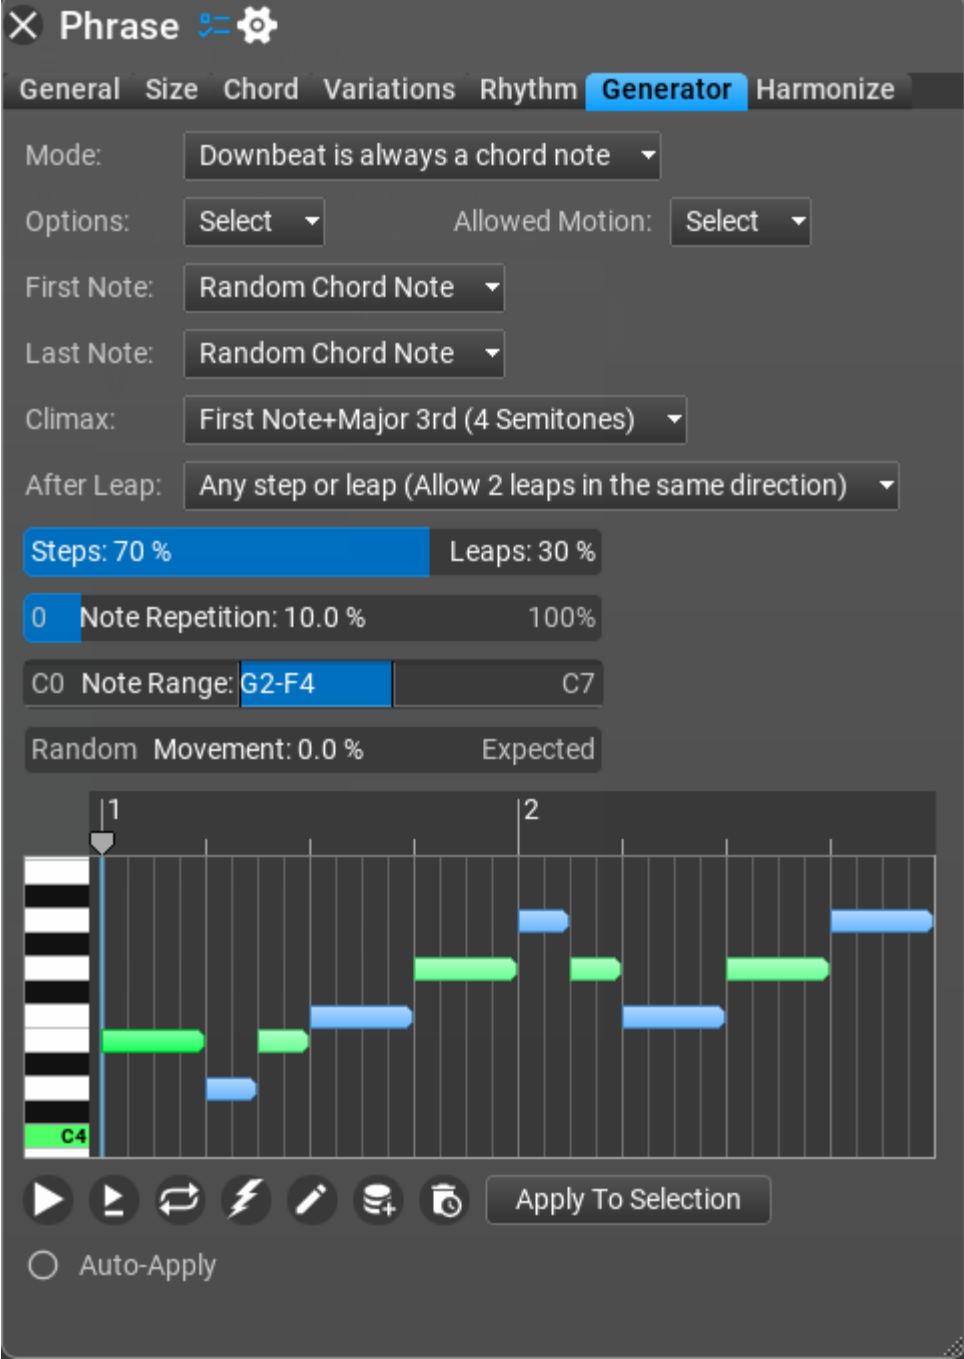 Phrase
General Size Chord Variations Rhythm Generator Harmonize
Mode: Downbeat is always a chord note
Options: Select Allowed Motion: Select
First Note: Random Chord Note
Last Note: Random Chord Note
Climax: First Note+Major 3rd (4 Semitones)
After Leap: Any step or leap (Allow 2 leaps in the same direction)
Steps: 70 % Leaps: 30 %
0 Note Repetition: 10.0 % 100%
C0 Note Range: G2-F4 C7
Random Movement: 0.0 % Expected
1 2
C4
Apply To Selection
Auto-Apply